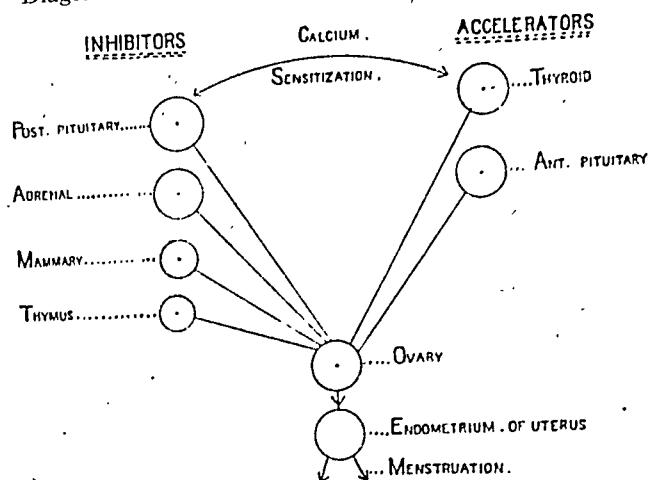 INHIBITORS
CALCIUM.
SENSITIZATION.
ACCELERATORS
THYROID
POST. PITUITARY
ANT. PITUITARY
ADRENAL
MAMMARY
THYMUS
OVARY
ENDOMETRIUM. OF UTERUS
MENSTRUATION.